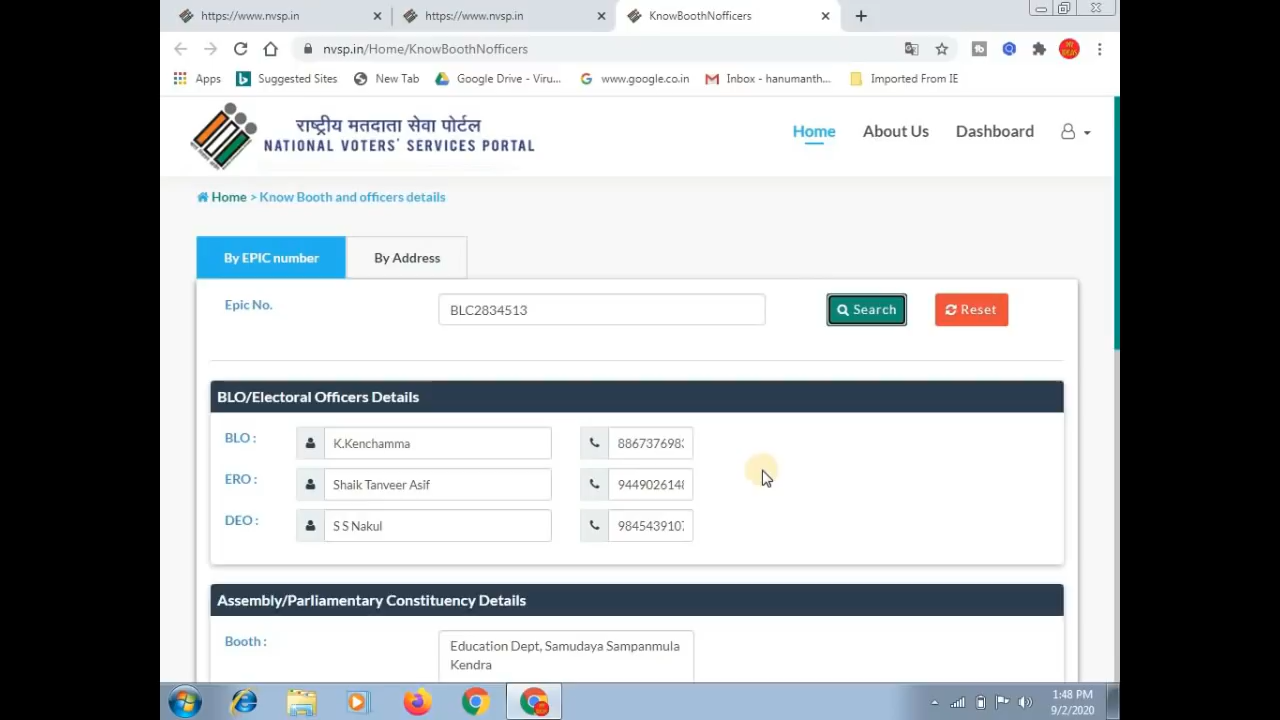 https://www.nvsp.in
https://www.nvsp.in
KnowBoothNofficers
nvsp.in/Home/KnowBoothNofficers
Apps
Suggested Sites
New Tab
Google Drive - Viru...
www.google.co.in
Inbox - hanumanth...
Imported From IE
राष्ट्रीय मतदाता सेवा पोर्टल
NATIONAL VOTERS' SERVICES PORTAL
Home
About Us
Dashboard
Home > Know Booth and officers details
By EPIC number
By Address
Epic No.
BLC2834513
Search
Reset
BLO/Electoral Officers Details
BLO :
K.Kenchamma
886737698
ERO :
Shaik Tanveer Asif
944902614
DEO :
S S Nakul
984543910
Assembly/Parliamentary Constituency Details
Booth :
Education Dept, Samudaya Sampanmula
Kendra
1:48 PM
9/2/2020